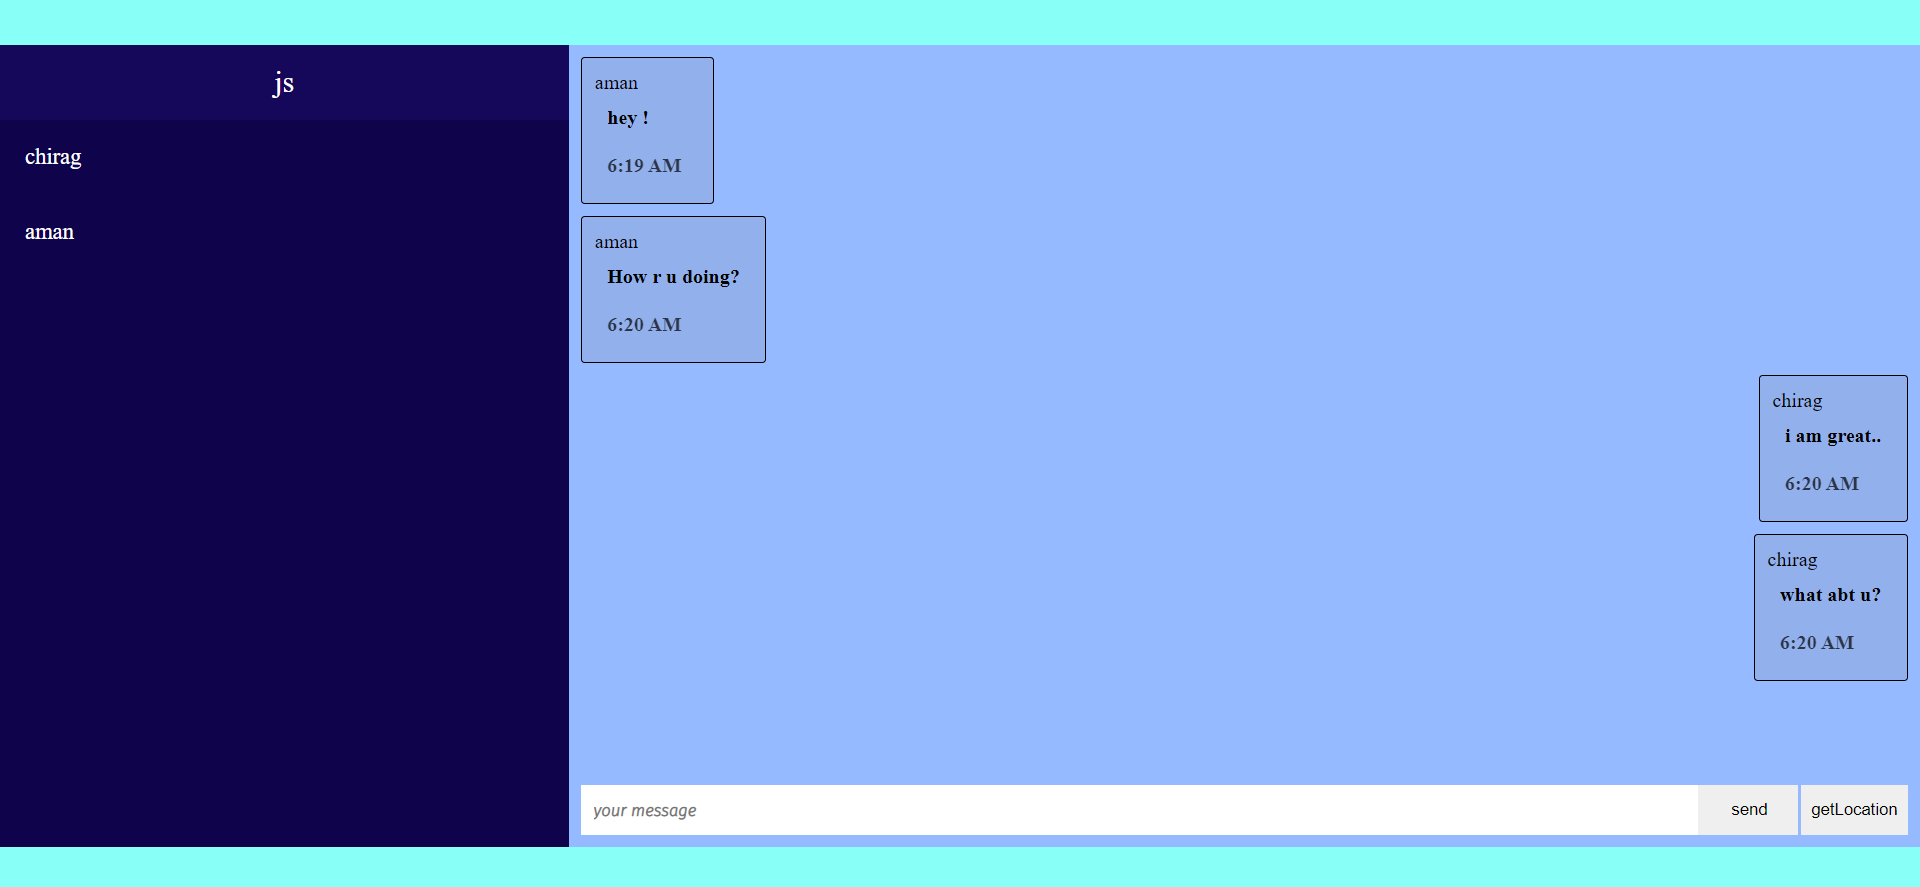 js
chirag
aman
aman
hey !
6:19 AM
aman
How r u doing?
6:20 AM
chirag
i am great..
6:20 AM
chirag
what abt u?
6:20 AM
your message
send
getLocation